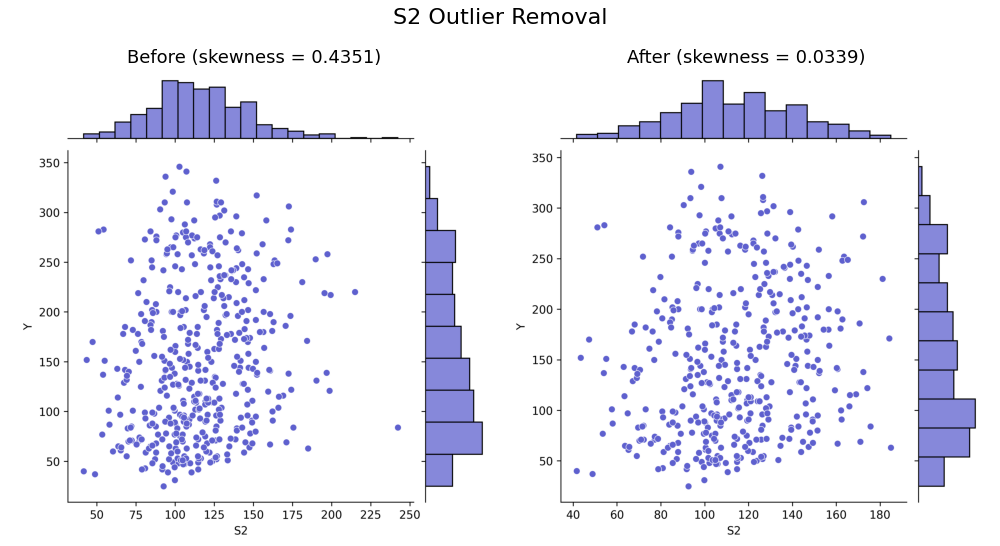 S2 Outlier Removal
Before (skewness = 0.4351)
After (skewness = 0.0339)
350
300
250
200
150
100
50
Y
50 75 100 125 150 175 200 225 250
S2
350
300
250
200
150
100
50
Y
40 60 80 100 120 140 160 180
S2